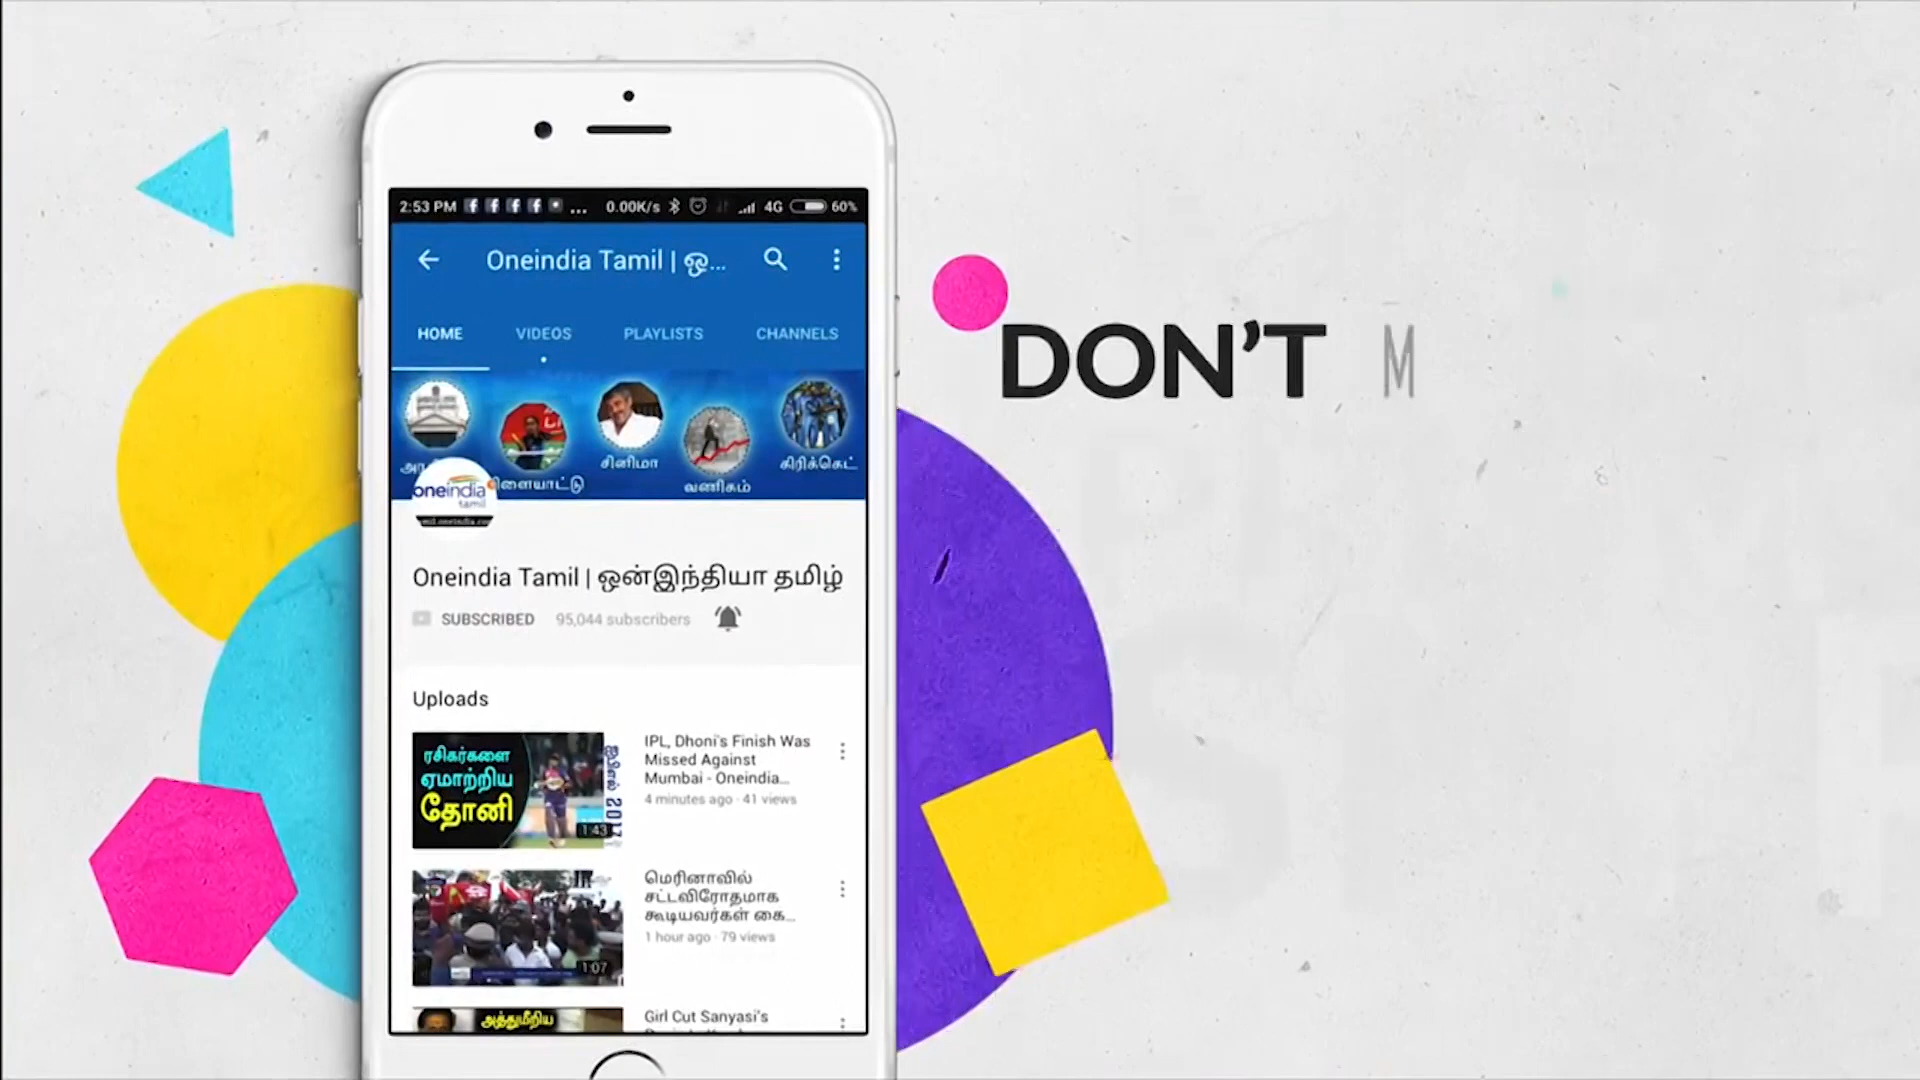 2:53 PM
0.00K/s
4G
60%
Oneindia Tamil | ஒ...
HOME
VIDEOS
PLAYLISTS
CHANNELS
சினிமா
வணிகம்
கிரிக்கெட்
oneindia
tamil
Oneindia Tamil | ஒன்இந்தியா தமிழ்
SUBSCRIBED
95,044 subscribers
Uploads
ரசிகர்களை
ஏமாற்றிய
தோனி
1:43
IPL, Dhoni's Finish Was
Missed Against
Mumbai - Oneindia...
4 minutes ago · 41 views
மெரினாவில்
சட்டவிரோதமாக
கூடியவர்கள் கை...
1 hour ago · 79 views
1:07
அத்துமீறிய
Girl Cut Sanyasi's
DON'T M